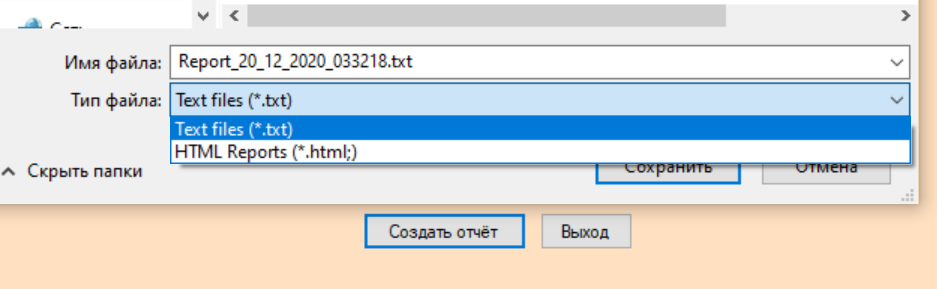 Имя файла: Report_20_12_2020_033218.txt
Тип файла: Text files (*.txt)
Text files (*.txt)
HTML Reports (*.html;)
Скрыть папки Сохранить Отмена
Создать отчёт Выход